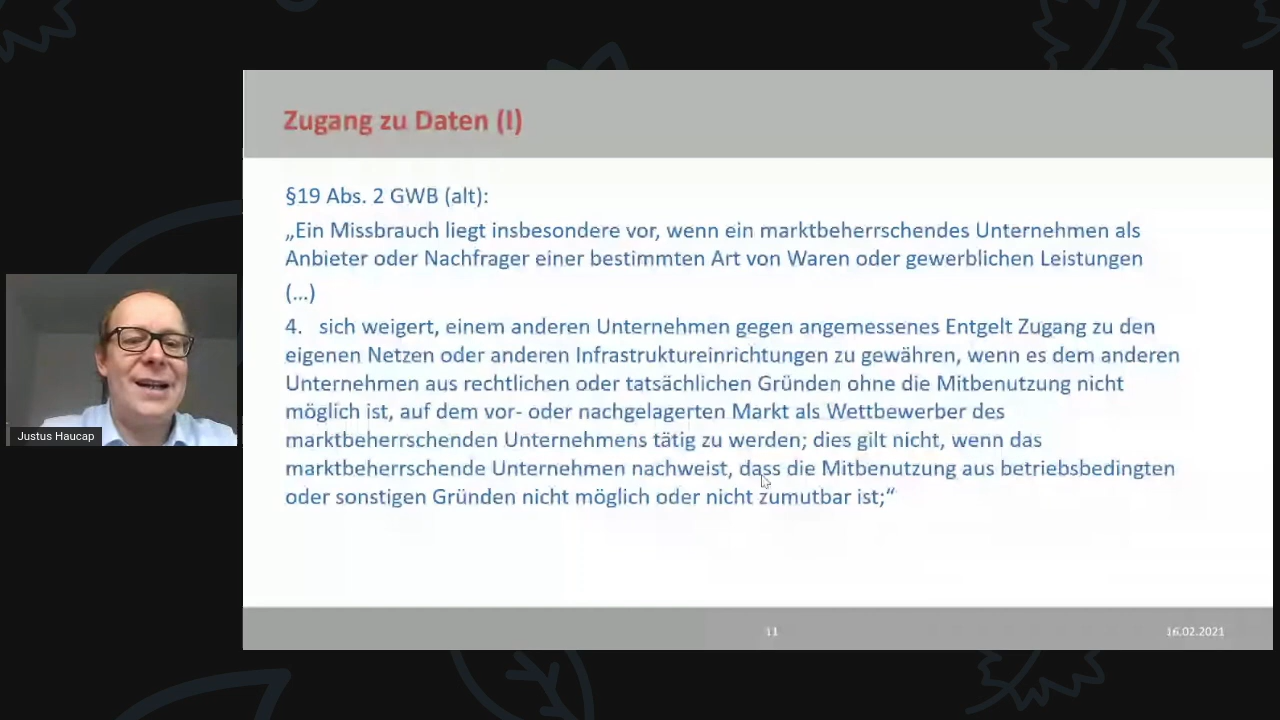 Zugang zu Daten (I)
§19 Abs. 2 GWB (alt):
„Ein Missbrauch liegt insbesondere vor, wenn ein marktbeherrschendes Unternehmen als
Anbieter oder Nachfrager einer bestimmten Art von Waren oder gewerblichen Leistungen
(...)
4. sich weigert, einem anderen Unternehmen gegen angemessenes Entgelt Zugang zu den
eigenen Netzen oder anderen Infrastruktureinrichtungen zu gewähren, wenn es dem anderen
Unternehmen aus rechtlichen oder tatsächlichen Gründen ohne die Mitbenutzung nicht
möglich ist, auf dem vor- oder nachgelagerten Markt als Wettbewerber des
marktbeherrschenden Unternehmens tätig zu werden; dies gilt nicht, wenn das
marktbeherrschende Unternehmen nachweist, dass die Mitbenutzung aus betriebsbedingten
oder sonstigen Gründen nicht möglich oder nicht zumutbar ist;“
Justus Haucap
11
16.02.2021